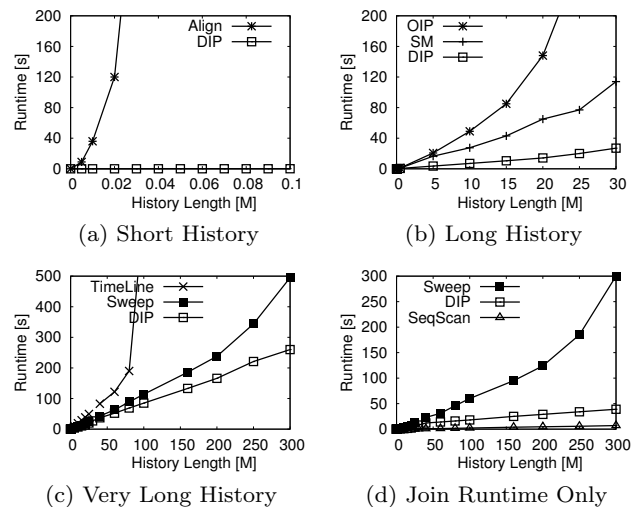 200
160
120
80
40
0
Runtime [s]
Align
DIP
0 0.02 0.04 0.06 0.08 0.1
History Length [M]
(a) Short History
200
160
120
80
40
0
Runtime [s]
OIP
SM
DIP
0 5 10 15 20 25 30
History Length [M]
(b) Long History
500
400
300
200
100
0
Runtime [s]
TimeLine
Sweep
DIP
0 50 100 150 200 250 300
History Length [M]
(c) Very Long History
300
250
200
150
100
50
0
Runtime [s]
Sweep
DIP
SeqScan
0 50 100 150 200 250 300
History Length [M]
(d) Join Runtime Only